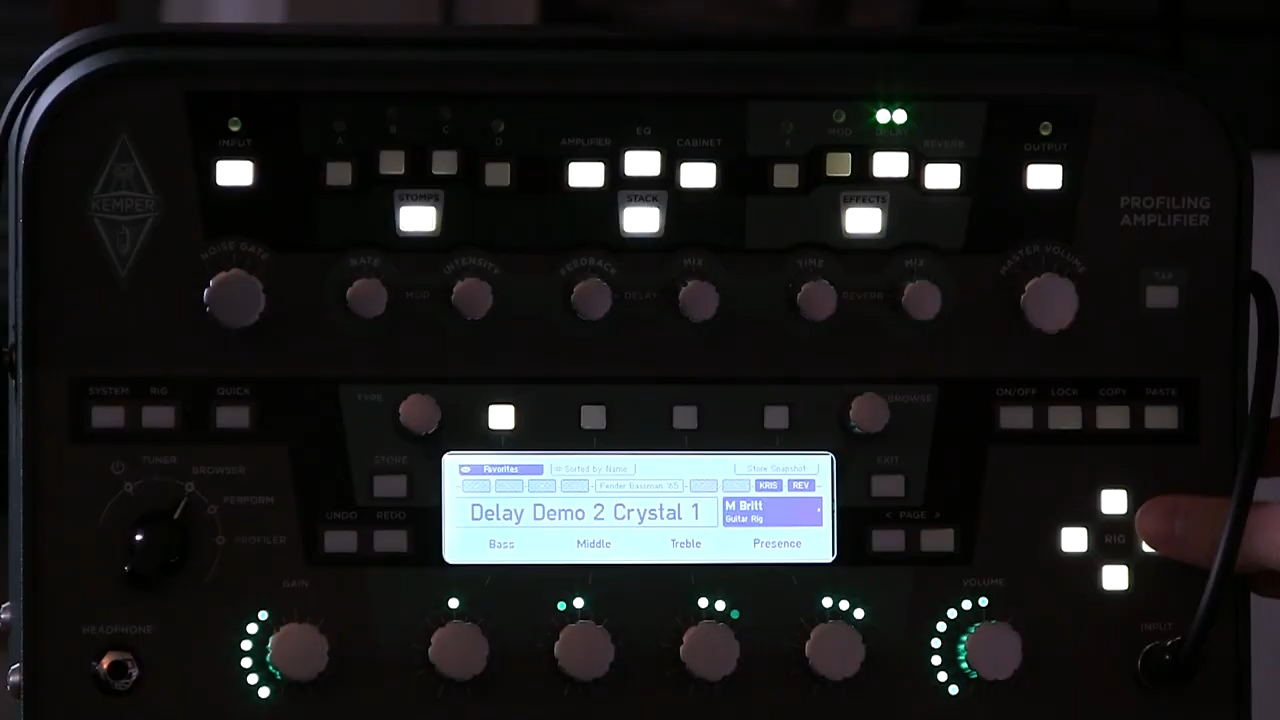 INPUT
A
B
C
D
AMPLIFIER
EQ
CABINET
X
MOD
DELAY
REVERB
OUTPUT
STOMPS
STACK
EFFECTS
KEMPER
PROFILING
AMPLIFIER
NOISE GATE
RATE
MOD
INTENSITY
FEEDBACK
DELAY
MIX
TIME
REVERB
MIX
MASTER VOLUME
TAP
SYSTEM
RIG
QUICK
TYPE
BROWSE
ON/OFF
LOCK
COPY
PASTE
TUNER
BROWSER
PERFORM
PROFILER
STORE
EXIT
UNDO
REDO
< PAGE >
Favorites
Sorted by Name
Store Snapshot
Fender Bassman '65
KRIS
REV
Delay Demo 2 Crystal 1
M Britt
Guitar Rig
Bass
Middle
Treble
Presence
RIG
GAIN
VOLUME
HEADPHONE
INPUT